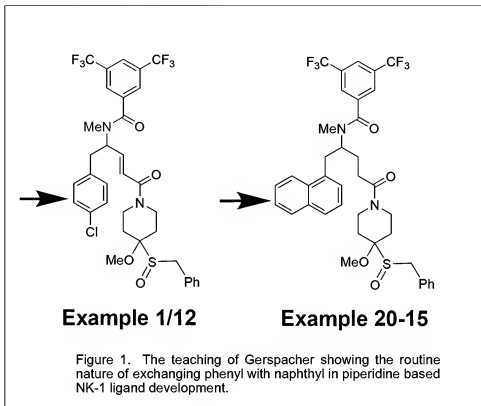 F₃C CF₃ F₃C CF₃
MeN O MeN O
O O
N N
Cl
MeO S MeO S
O Ph O Ph
Example 1/12 Example 20-15
Figure 1. The teaching of Gerspacher showing the routine
nature of exchanging phenyl with naphthyl in piperidine based
NK-1 ligand development.